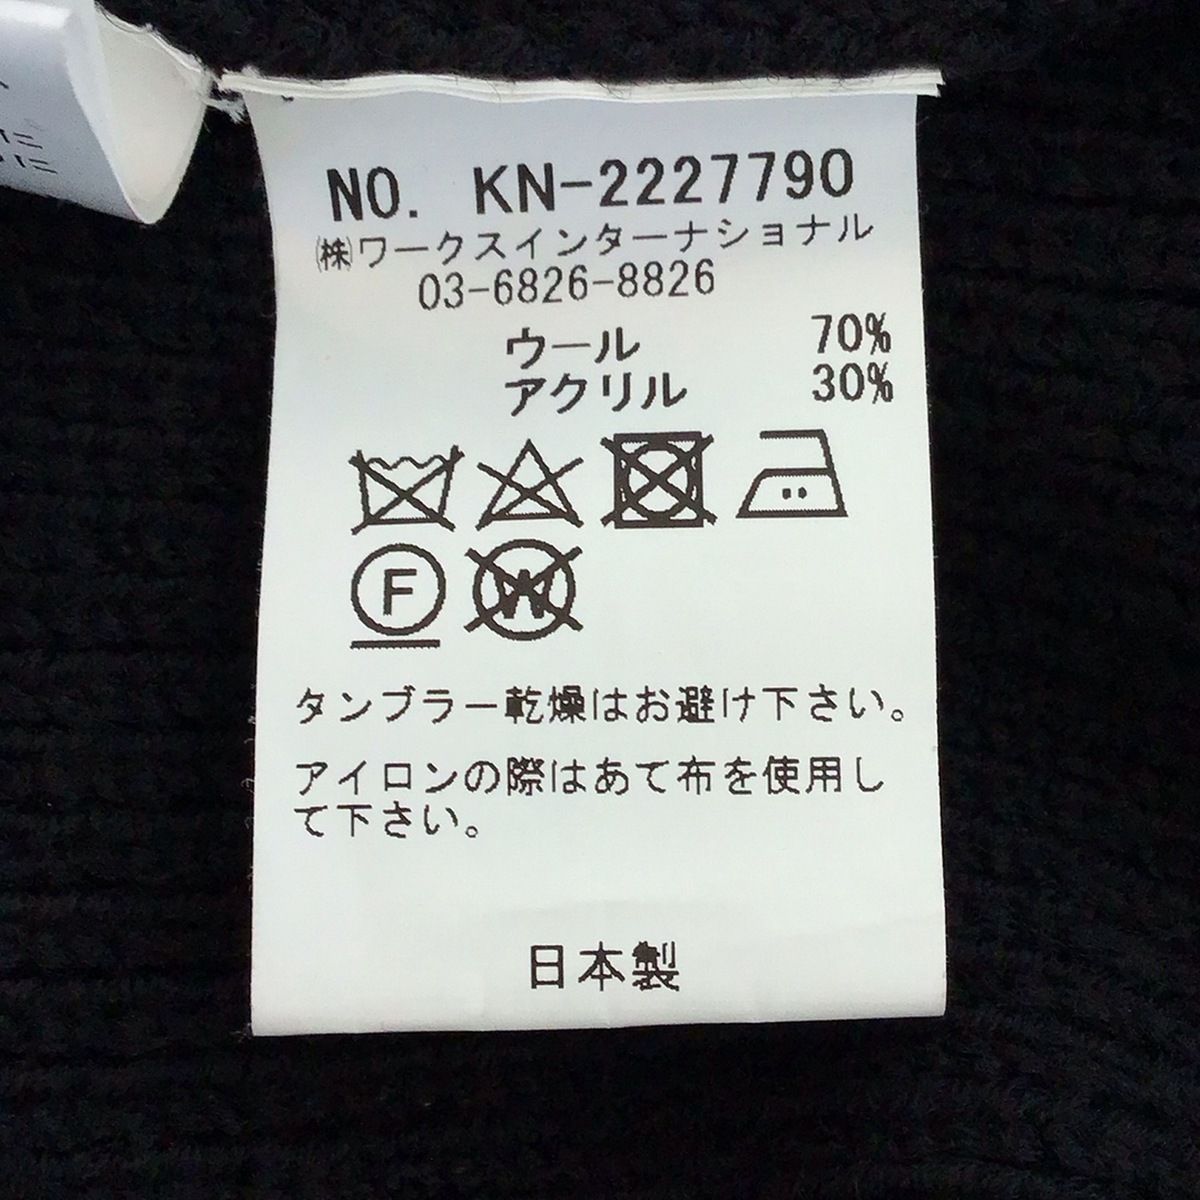 NO. KN-2227790
㈱ワークスインターナショナル
03-6826-8826
ウール 70%
アクリル 30%
F W
タンブラー乾燥はお避け下さい。
アイロンの際はあて布を使用し
て下さい。
日本製